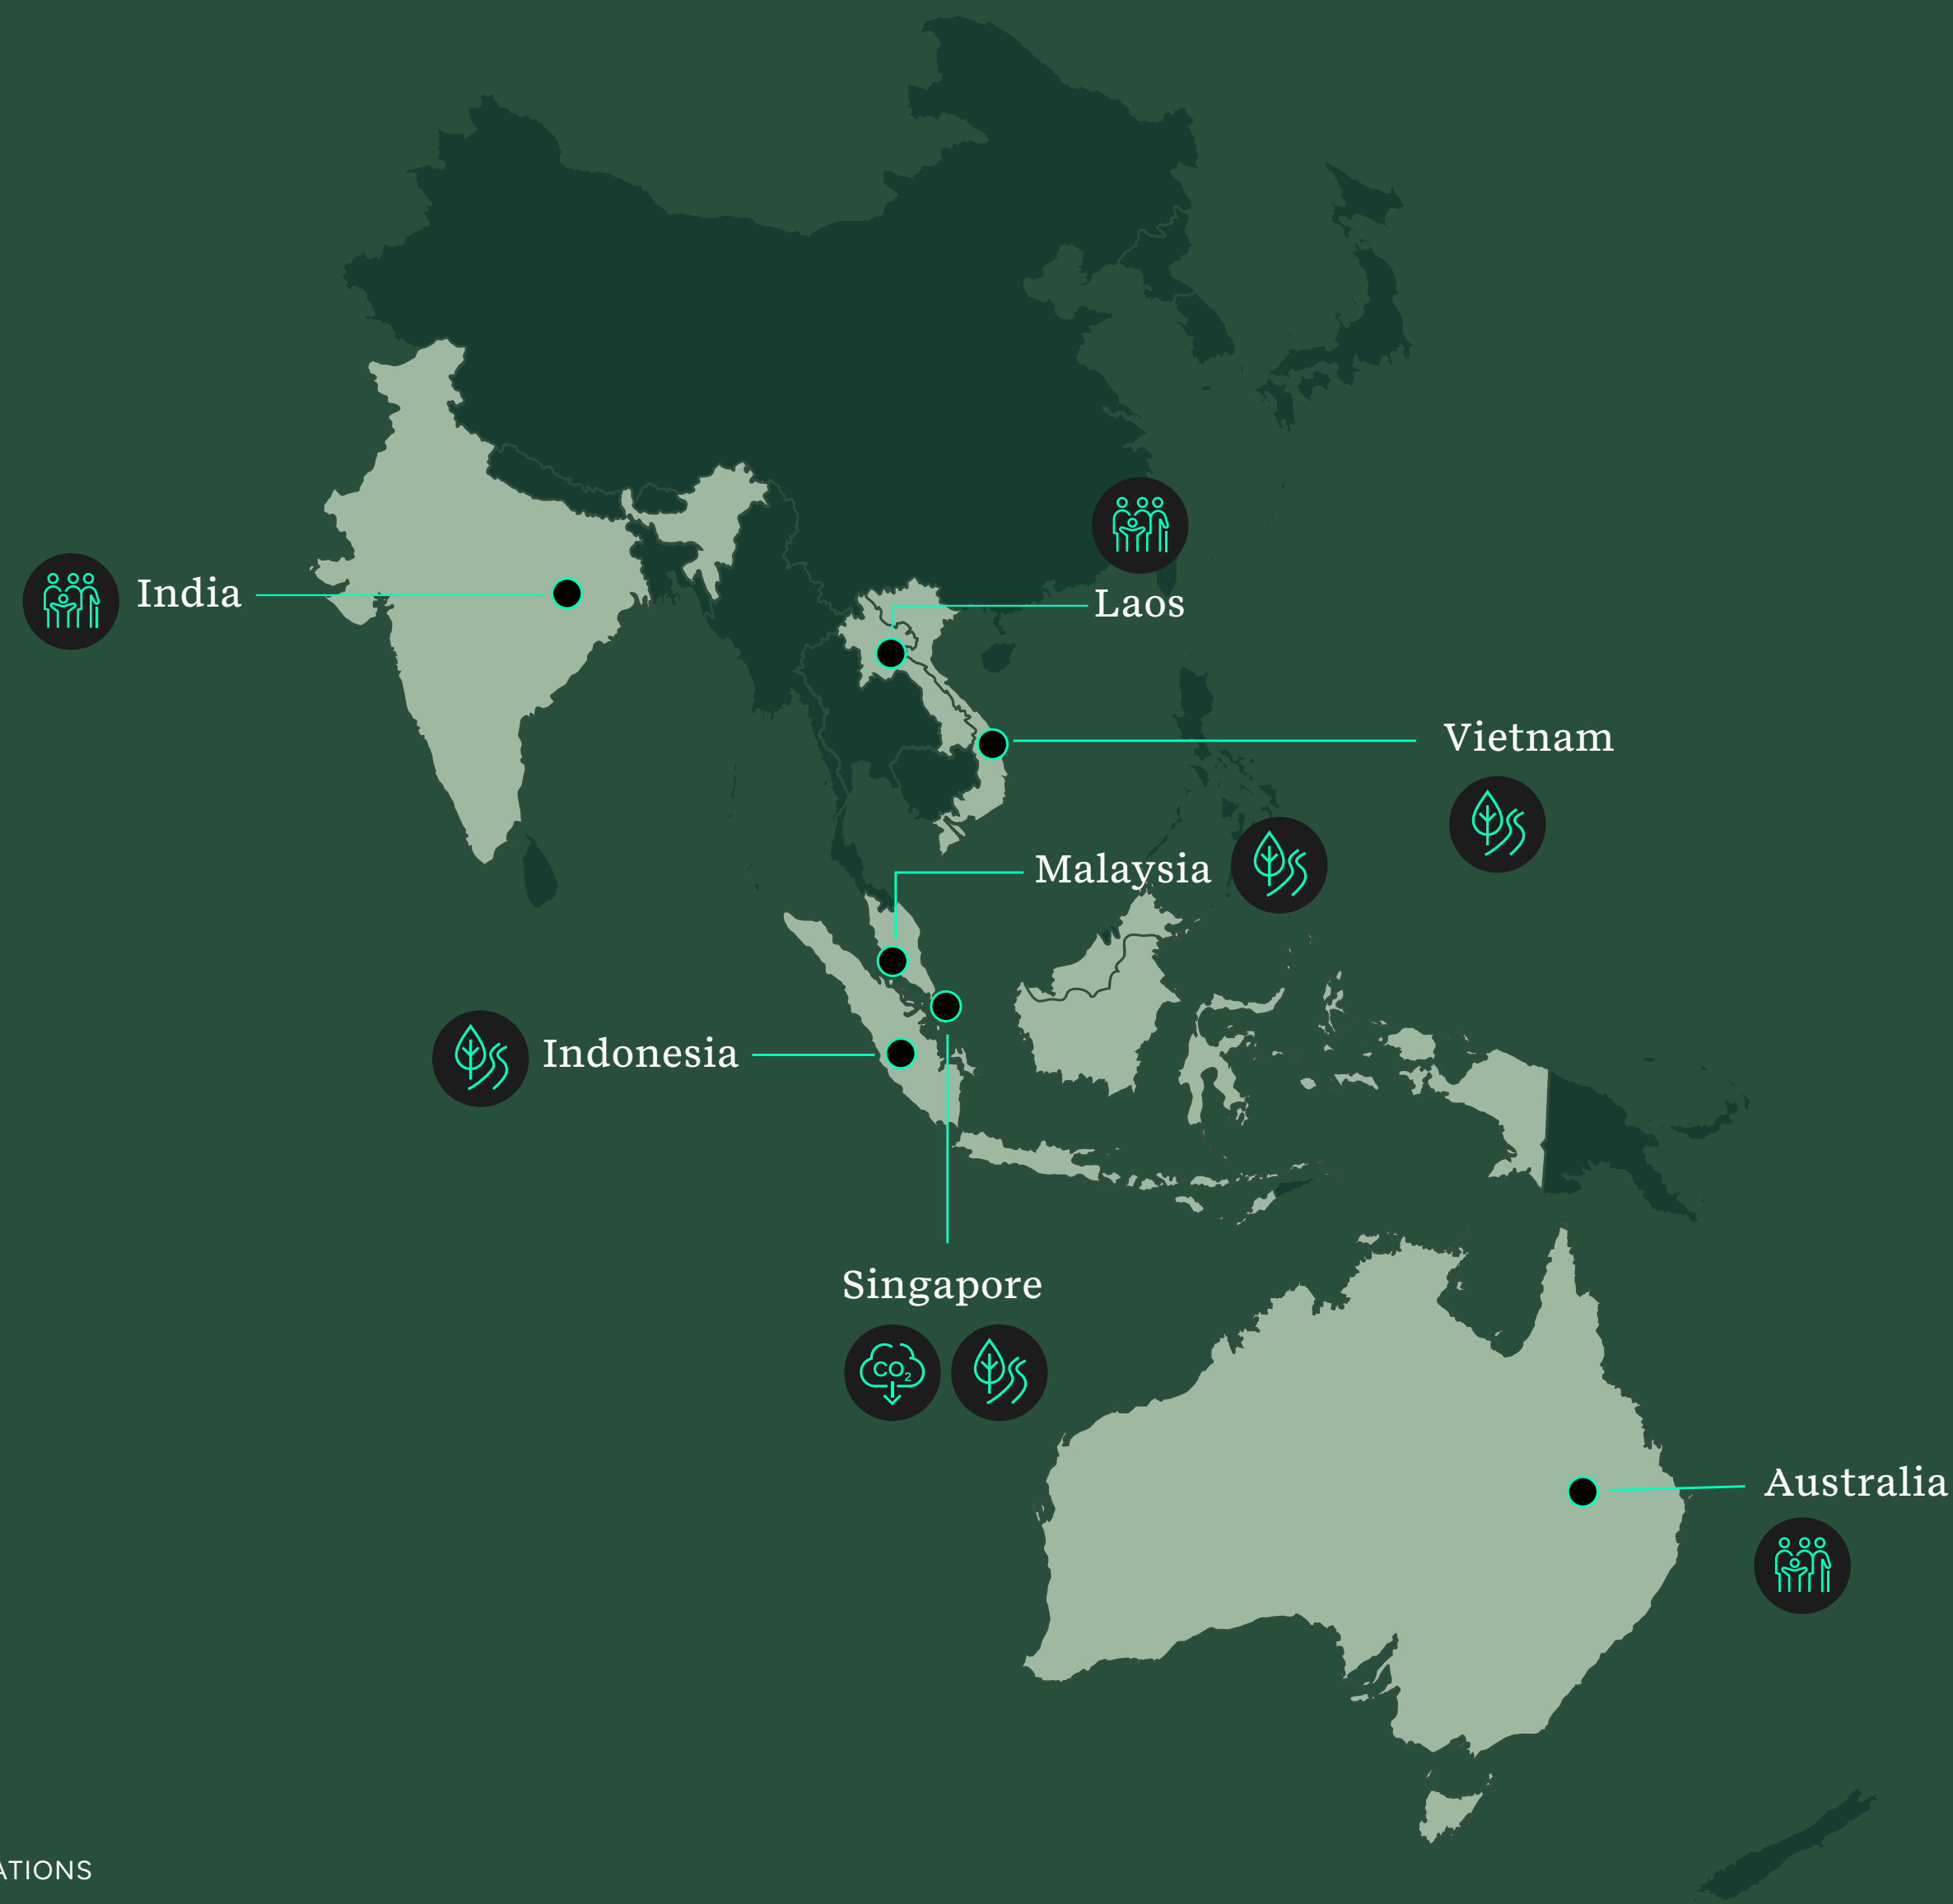 India
Laos
Vietnam
Malaysia
Indonesia
Singapore
CO2
Australia
ATIONS